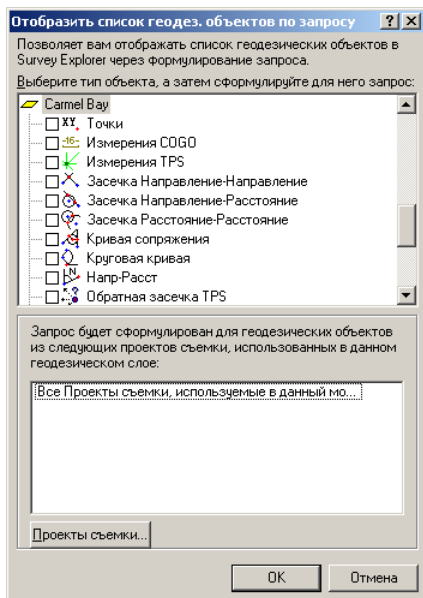 Отобразить список геодез. объектов по запросу
Позволяет вам отображать список геодезических объектов в
Survey Explorer через формулирование запроса.
Выберите тип объекта, а затем сформулируйте для него запрос:
Carmel Bay
XY Точки
-16- Измерения COGO
Измерения TPS
Засечка Направление-Направление
Засечка Направление-Расстояние
Засечка Расстояние-Расстояние
Кривая сопряжения
Круговая кривая
N Напр-Расст
Обратная засечка TPS
Запрос будет сформулирован для геодезических объектов
из следующих проектов съемки, использованных в данном
геодезическом слое:
Все Проекты съемки, используемые в данный мо...
Проекты съемки...
OK Отмена